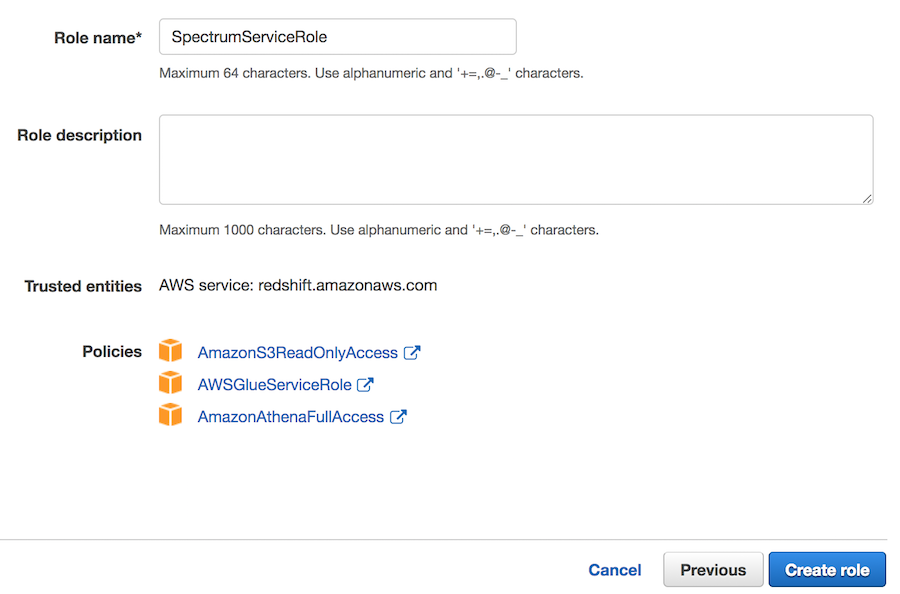 Role name* SpectrumServiceRole
Maximum 64 characters. Use alphanumeric and '+=,.@-_' characters.
Role description
Maximum 1000 characters. Use alphanumeric and '+=,.@-_' characters.
Trusted entities AWS service: redshift.amazonaws.com
Policies AmazonS3ReadOnlyAccess
AWSGlueServiceRole
AmazonAthenaFullAccess
Cancel Previous Create role